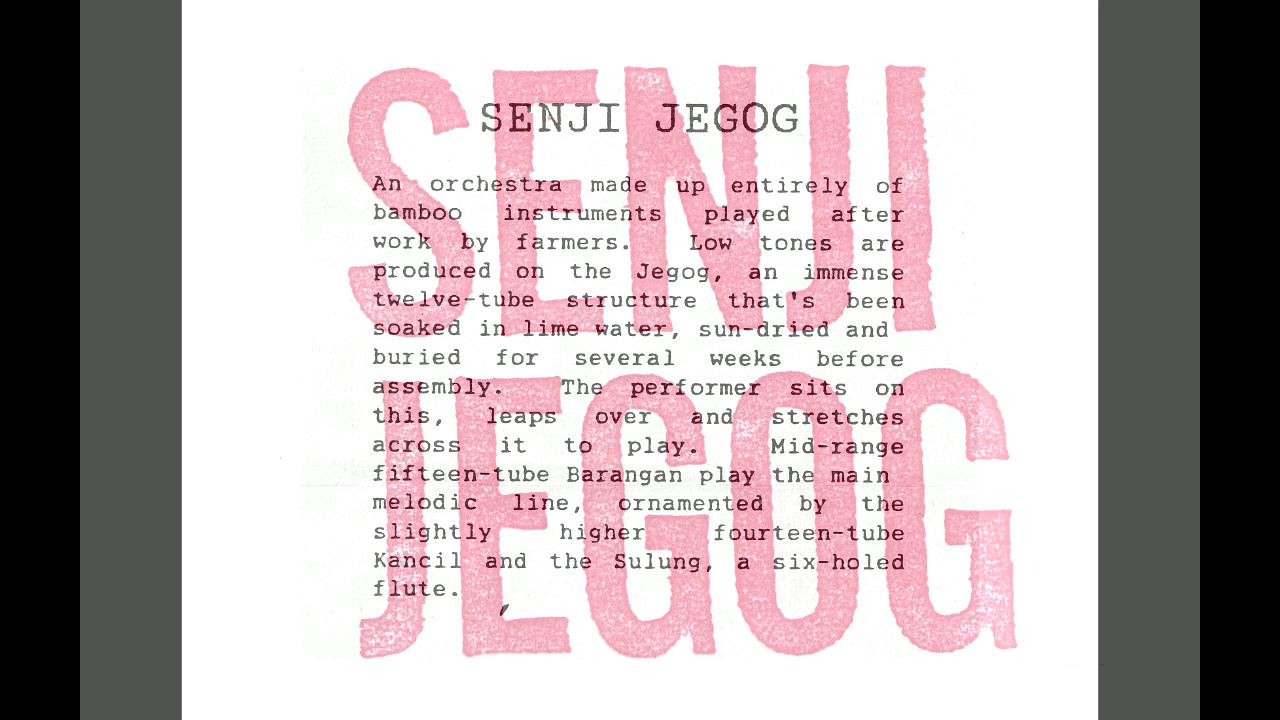 SENJI
JEGOG
SENJI JEGOG
An orchestra made up entirely of
bamboo instruments played after
work by farmers. Low tones are
produced on the Jegog, an immense
twelve-tube structure that's been
soaked in lime water, sun-dried and
buried for several weeks before
assembly. The performer sits on
this, leaps over and stretches
across it to play. Mid-range
fifteen-tube Barangan play the main
melodic line, ornamented by the
slightly higher fourteen-tube
Kancil and the Sulung, a six-holed
flute.